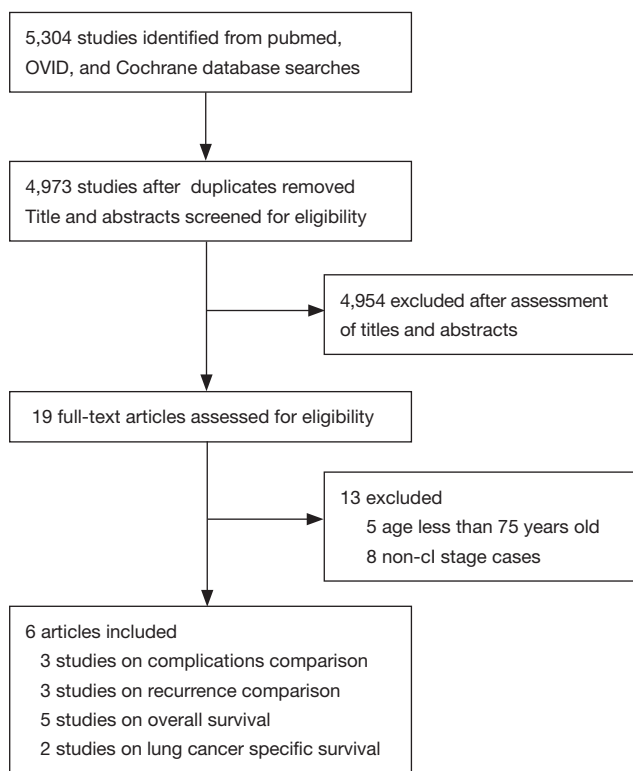 5,304 studies identified from pubmed,
OVID, and Cochrane database searches
4,973 studies after duplicates removed
Title and abstracts screened for eligibility
4,954 excluded after assessment
of titles and abstracts
19 full-text articles assessed for eligibility
13 excluded
5 age less than 75 years old
8 non-cI stage cases
6 articles included
3 studies on complications comparison
3 studies on recurrence comparison
5 studies on overall survival
2 studies on lung cancer specific survival